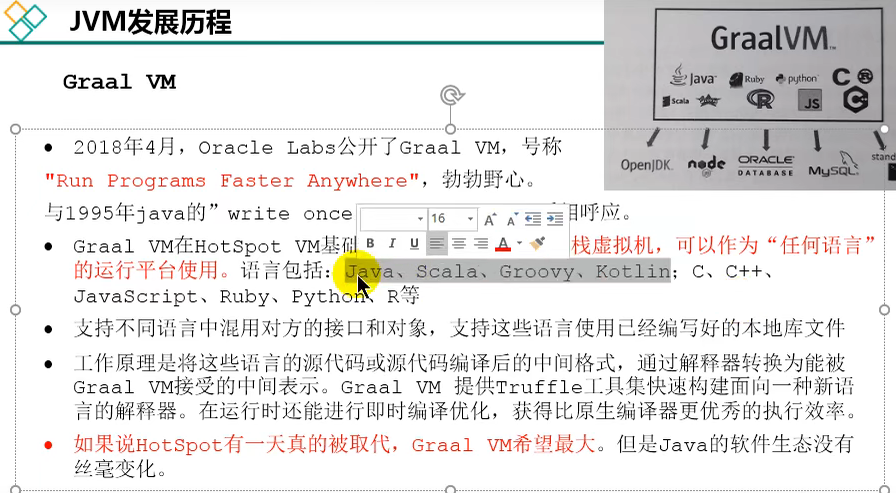 JVM发展历程
GraalVM™
Java
Ruby
python
C
Scala
R
JS
OpenJDK
node
ORACLE
DATABASE
MySQL
stand
Graal VM
● 2018年4月，Oracle Labs公开了Graal VM，号称
"Run Programs Faster Anywhere"，勃勃野心。
与1995年java的”write once
相呼应。
16
B I U A
● Graal VM在HotSpot VM基础 栈虚拟机，可以作为“任何语言”
的运行平台使用。语言包括：Java、Scala、Groovy、Kotlin；C、C++、
JavaScript、Ruby、Python、R等
● 支持不同语言中混用对方的接口和对象，支持这些语言使用已经编写好的本地库文件
● 工作原理是将这些语言的源代码或源代码编译后的中间格式，通过解释器转换为能被
Graal VM接受的中间表示。Graal VM 提供Truffle工具集快速构建面向一种新语
言的解释器。在运行时还能进行即时编译优化，获得比原生编译器更优秀的执行效率。
● 如果说HotSpot有一天真的被取代，Graal VM希望最大。但是Java的软件生态没有
丝毫变化。